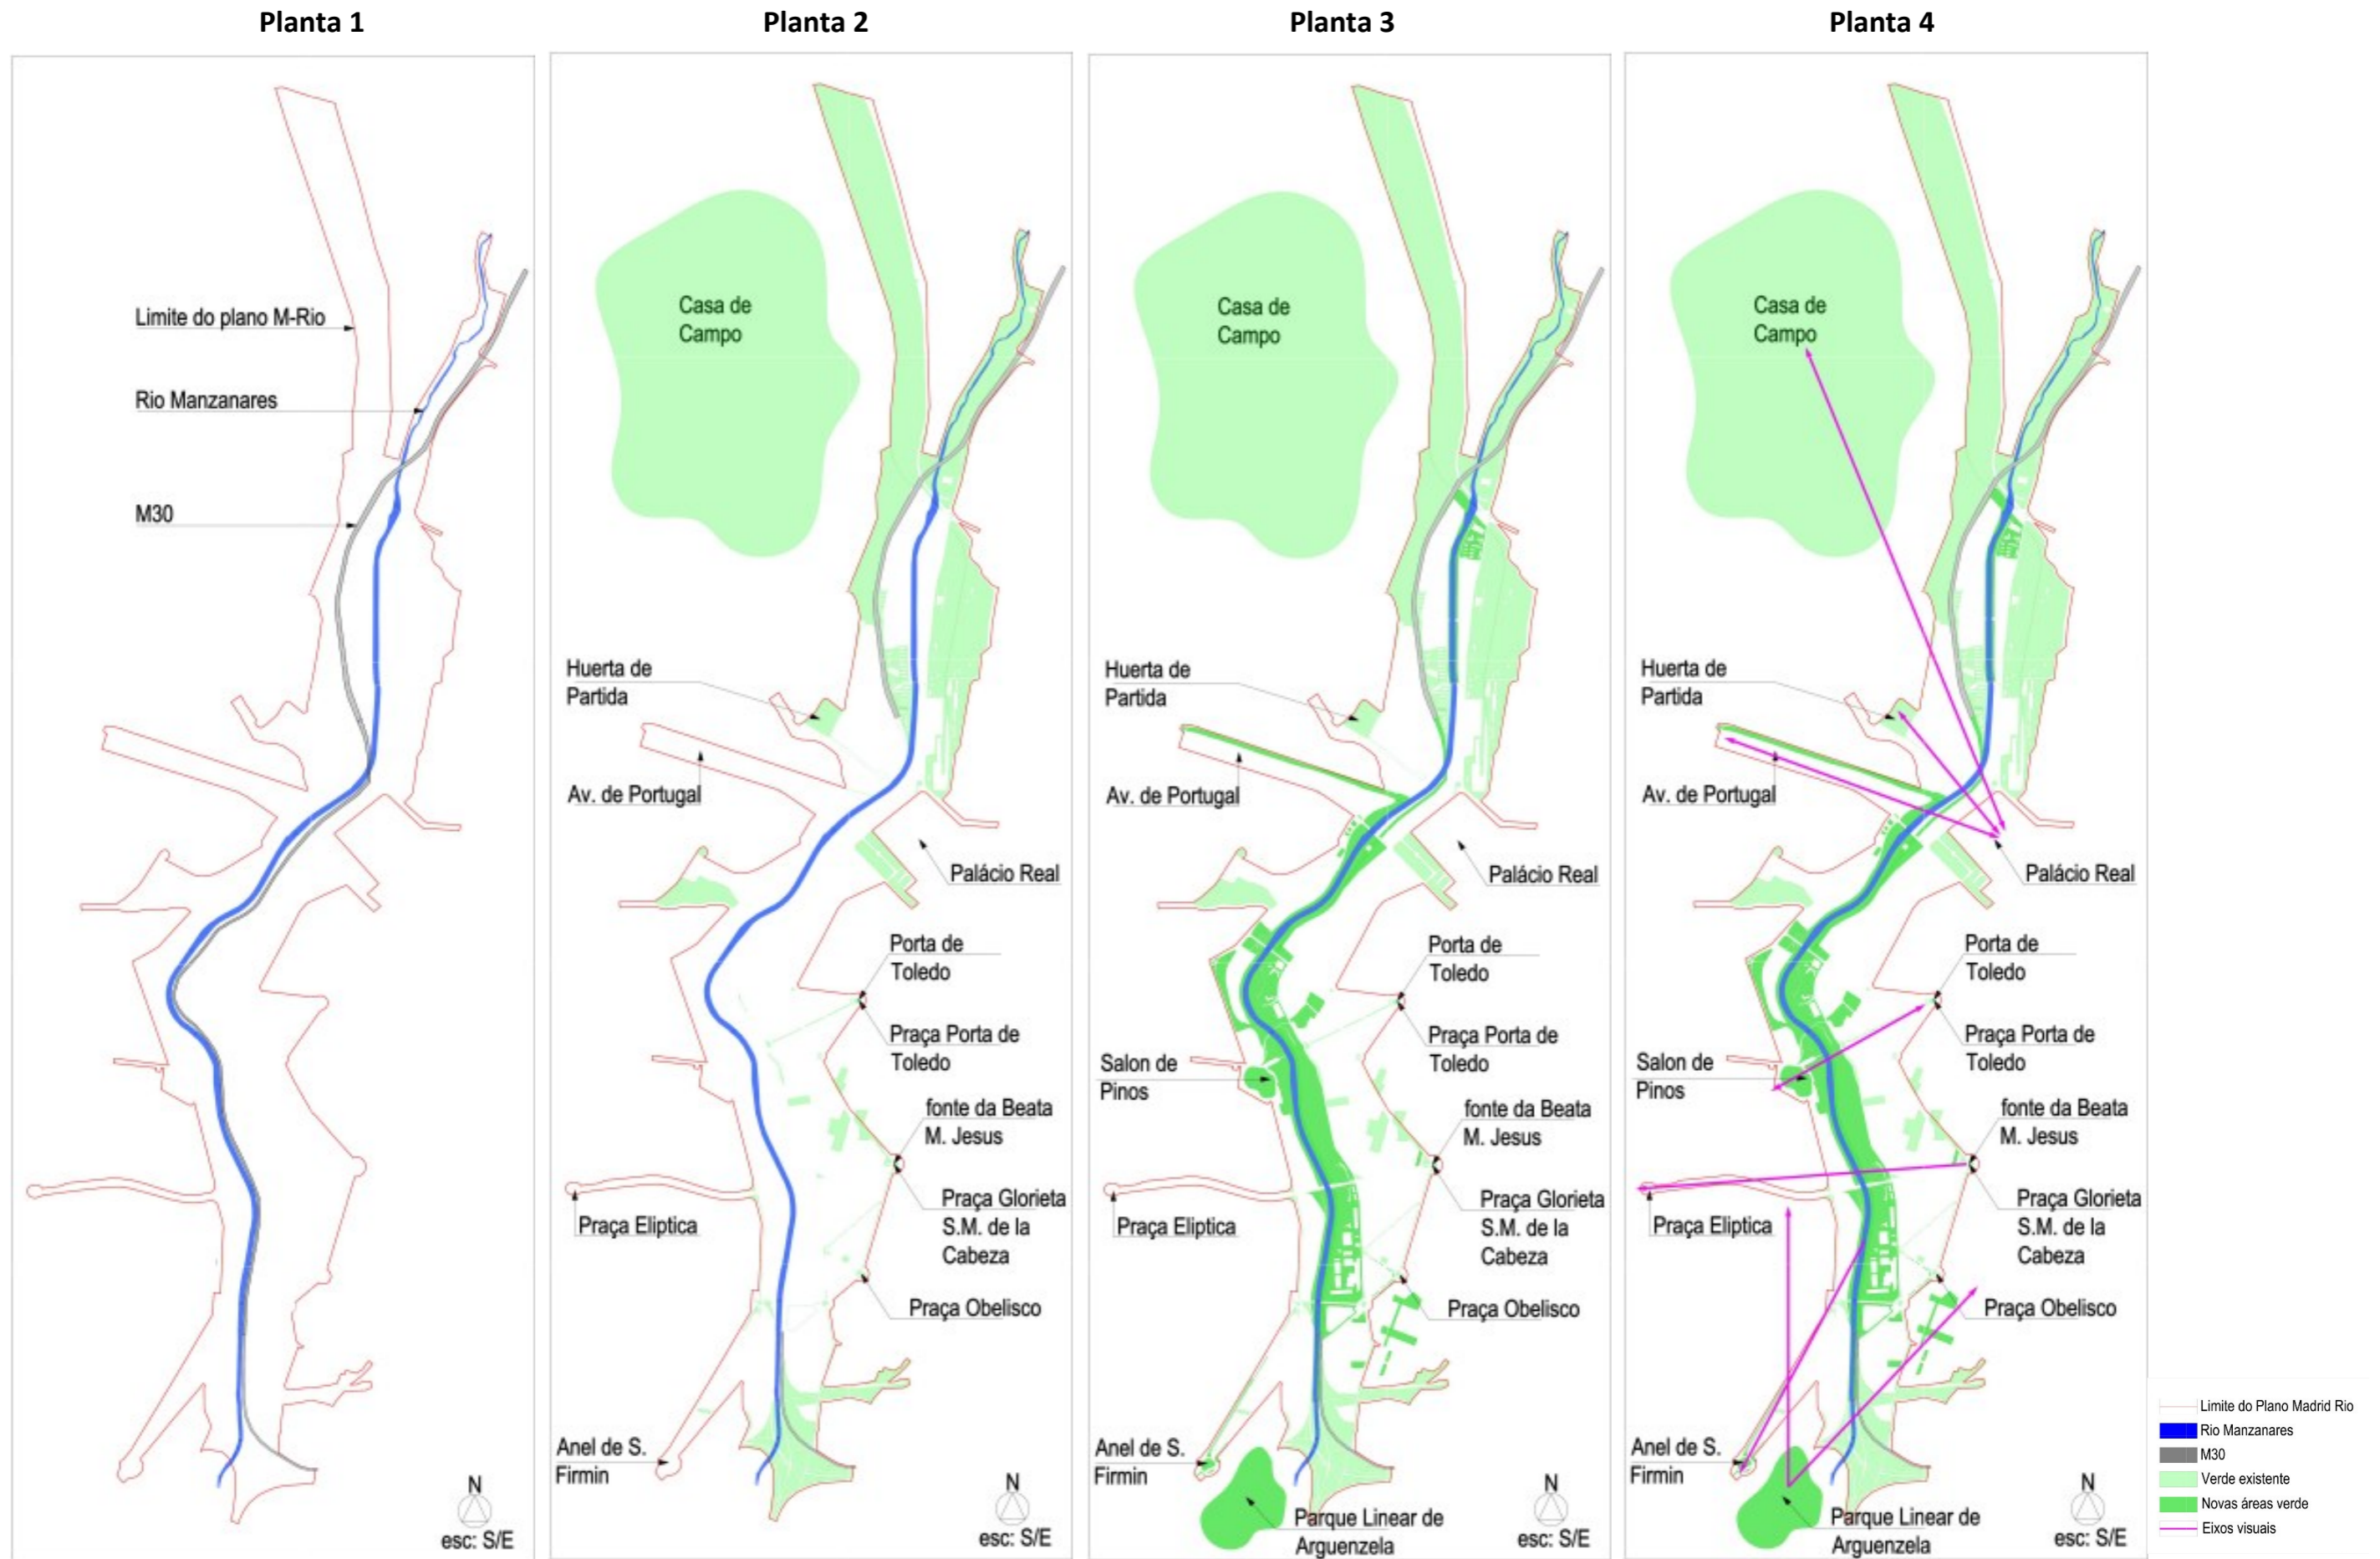 Planta 1
Limite do plano M-Rio
Rio Manzanares
M30
N
esc: S/E
Planta 2
Casa de
Campo
Huerta de
Partida
Av. de Portugal
Palácio Real
Porta de
Toledo
Praça Porta de
Toledo
fonte da Beata
M. Jesus
Praça Eliptica
Praça Glorieta
S.M. de la
Cabeza
Praça Obelisco
Anel de S.
Firmin
N
esc: S/E
Planta 3
Casa de
Campo
Huerta de
Partida
Av. de Portugal
Palácio Real
Porta de
Toledo
Praça Porta de
Toledo
Salon de
Pinos
fonte da Beata
M. Jesus
Praça Eliptica
Praça Glorieta
S.M. de la
Cabeza
Praça Obelisco
Anel de S.
Firmin
Parque Linear de
Arguenzela
N
esc: S/E
Planta 4
Casa de
Campo
Huerta de
Partida
Av. de Portugal
Palácio Real
Porta de
Toledo
Praça Porta de
Toledo
Salon de
Pinos
fonte da Beata
M. Jesus
Praça Eliptica
Praça Glorieta
S.M. de la
Cabeza
Praça Obelisco
Anel de S.
Firmin
Parque Linear de
Arguenzela
N
esc: S/E
Limite do Plano Madrid Rio
Rio Manzanares
M30
Verde existente
Novas áreas verde
Eixos visuais